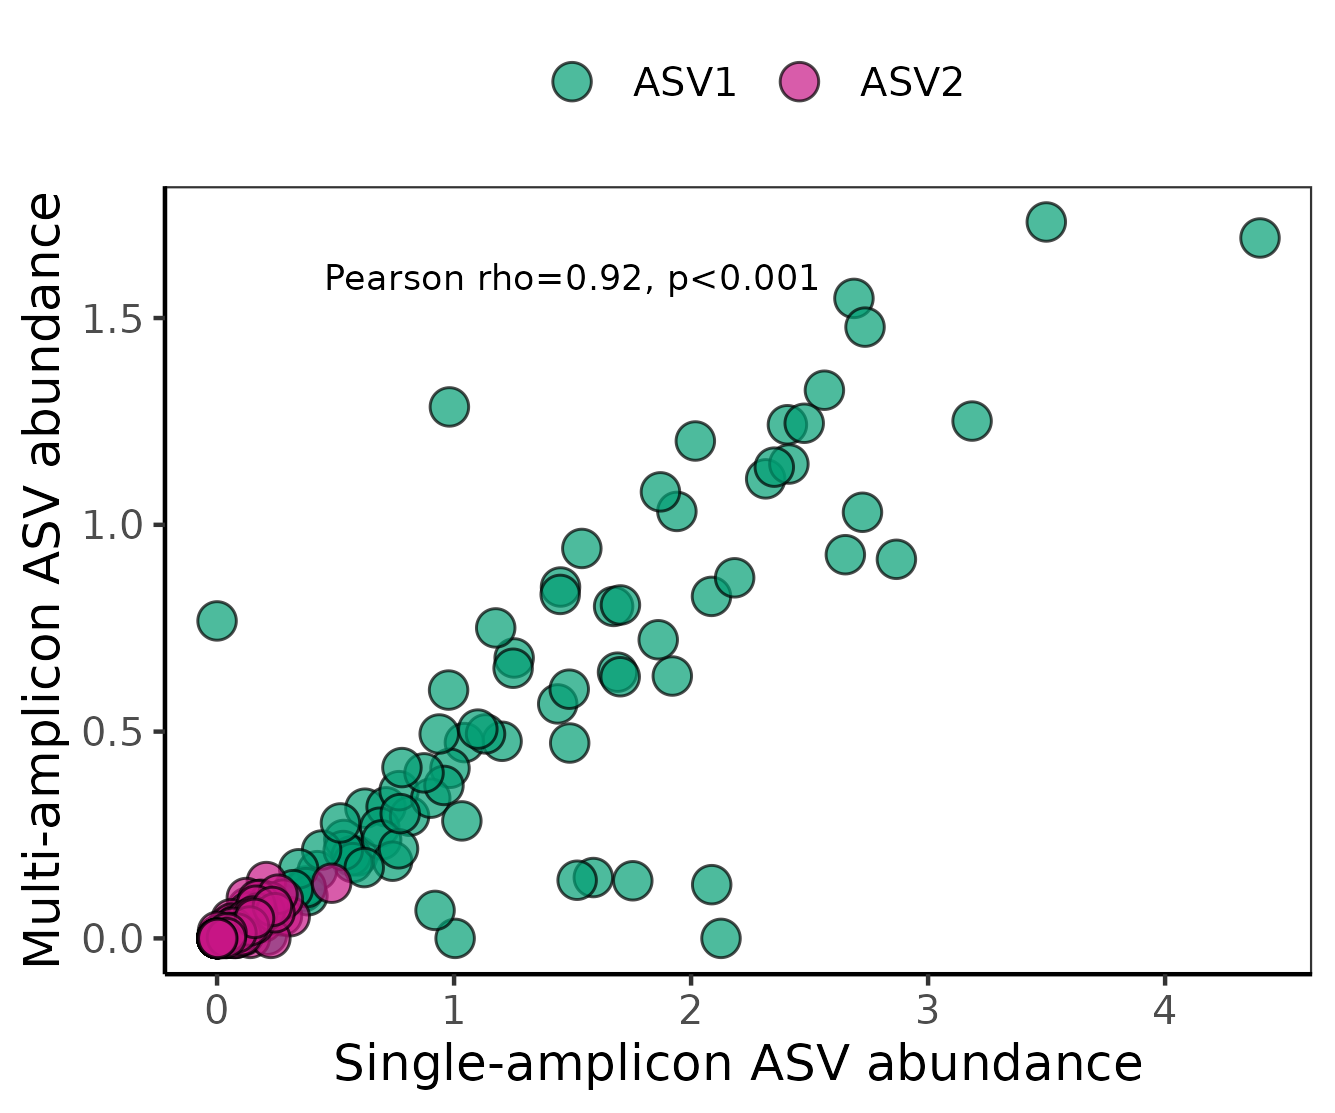 ASV1 ASV2
Pearson rho=0.92, p<0.001
Multi-amplicon ASV abundance
1.5
1.0
0.5
0.0
0 1 2 3 4
Single-amplicon ASV abundance